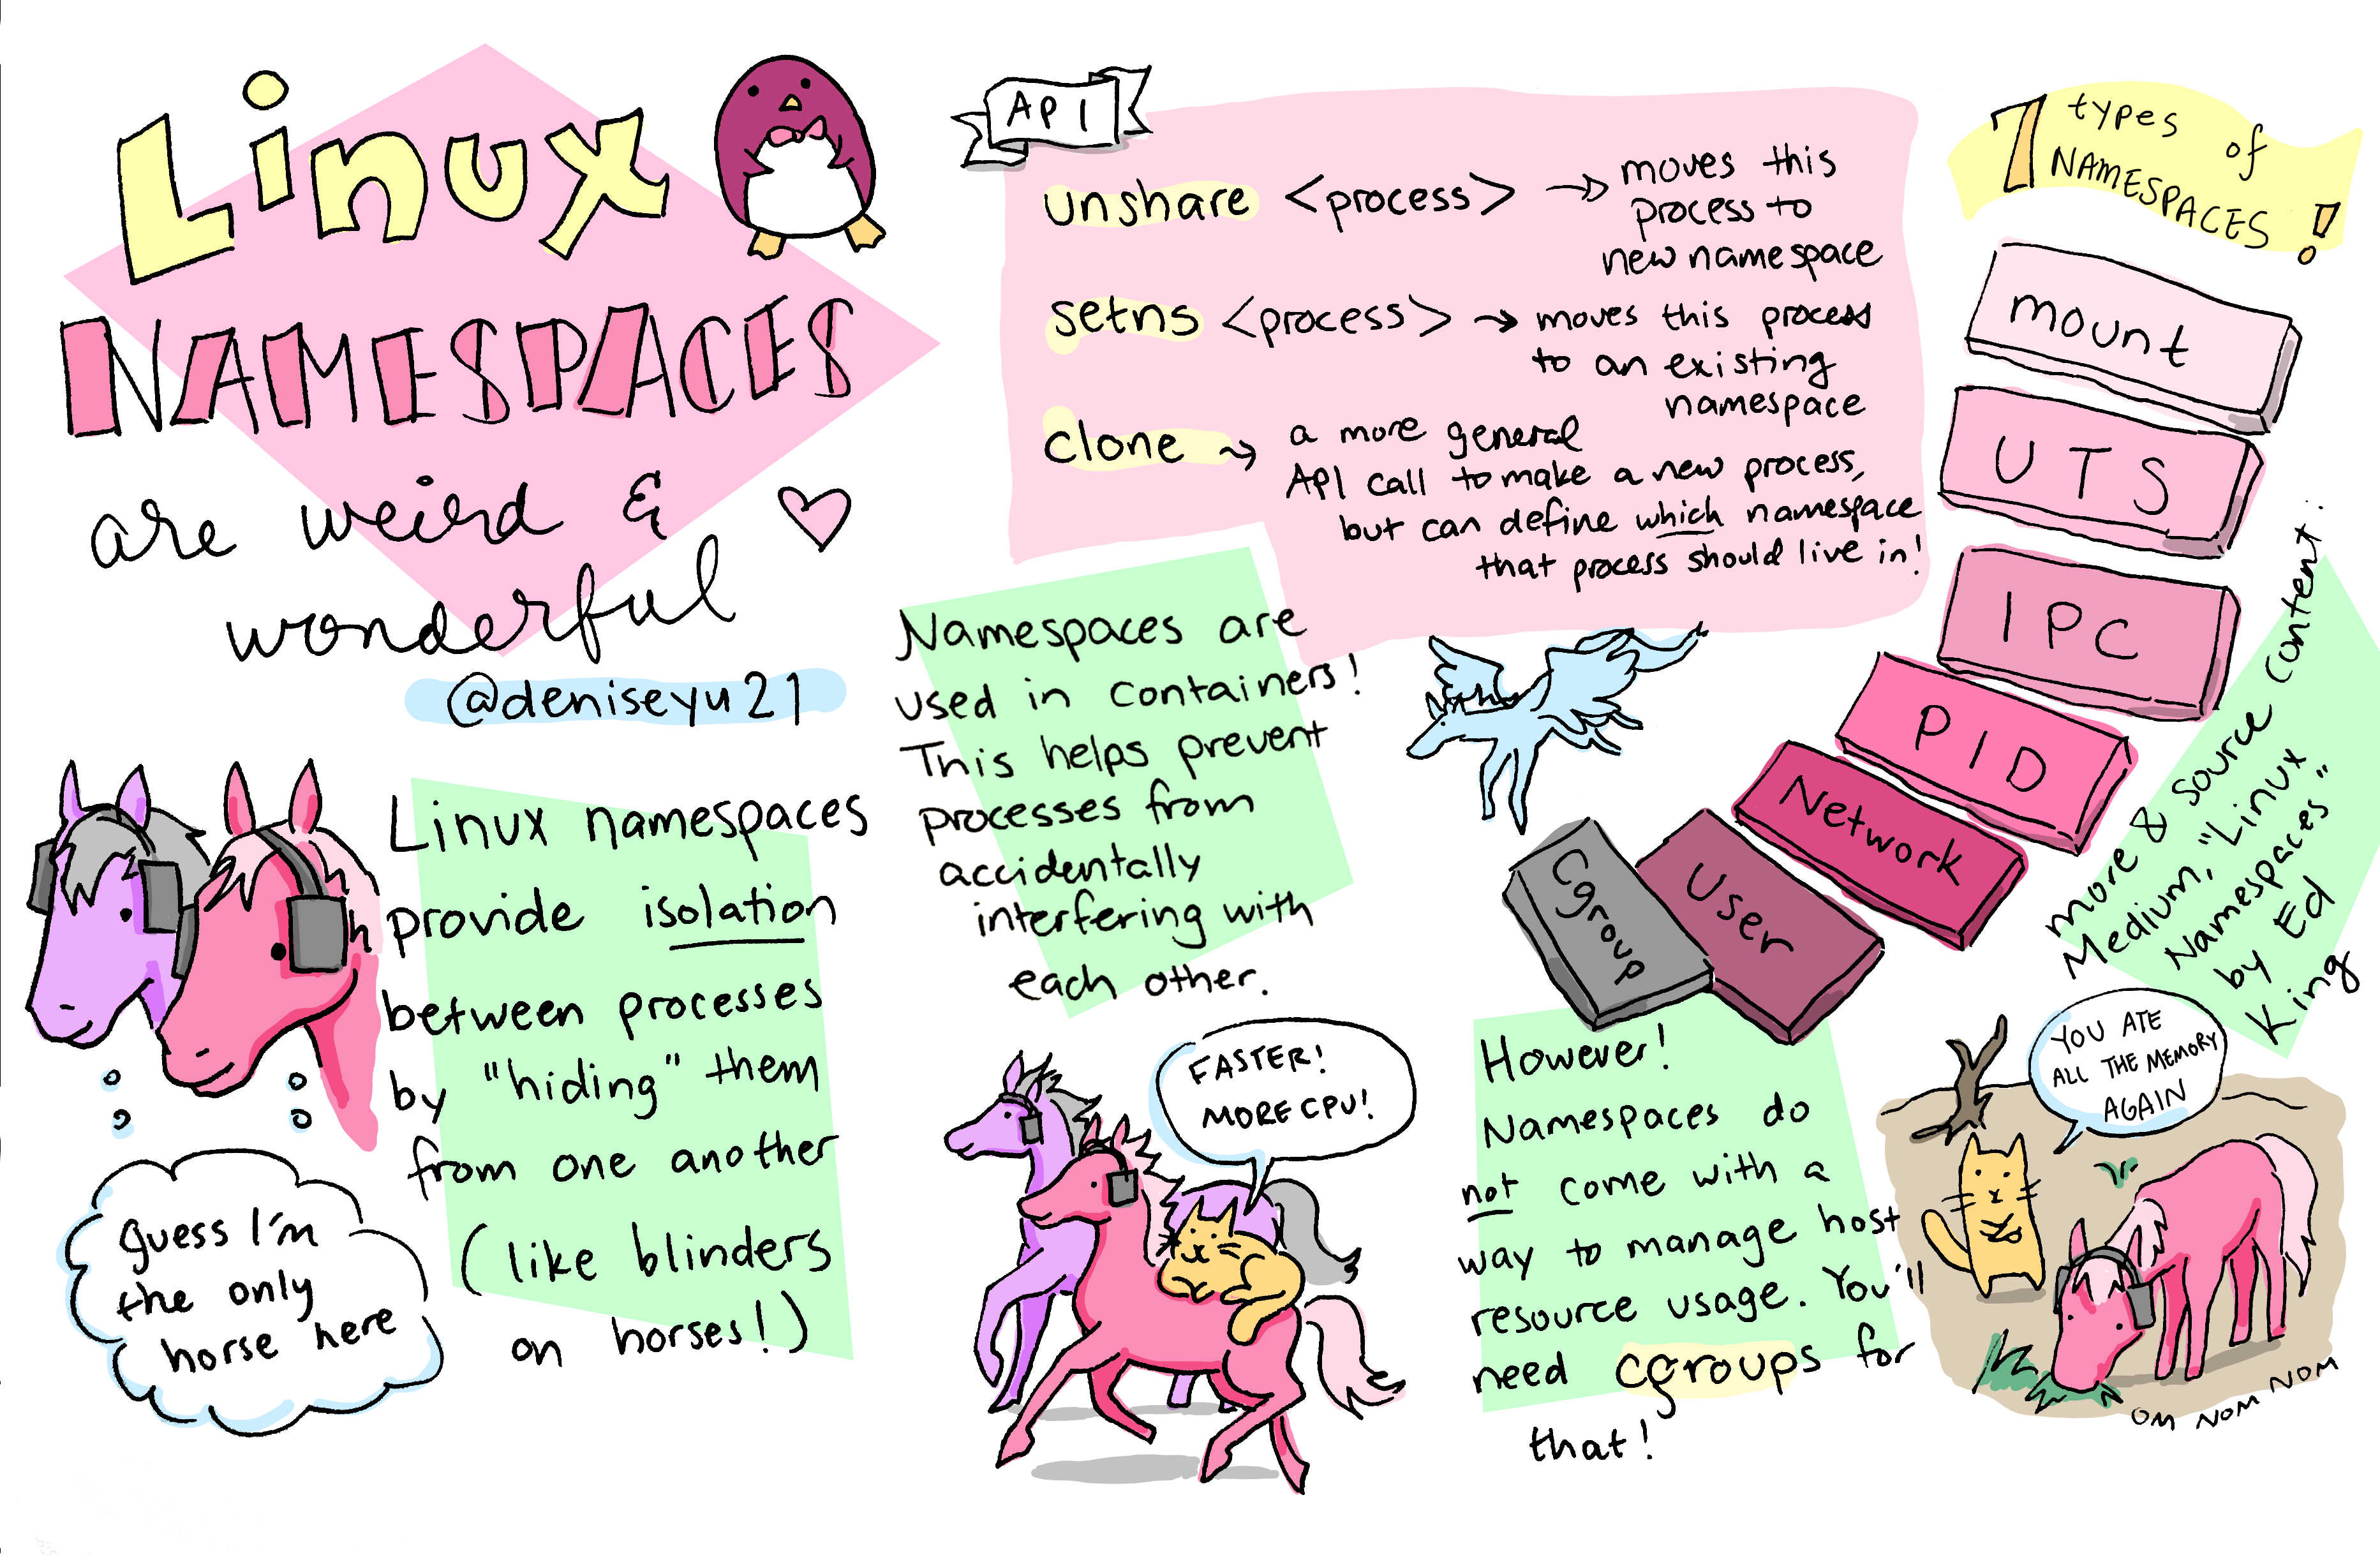 Linux
NAMESPACES
are weird &
wonderful
@deniseyu21
Linux namespaces
provide isolation
between processes
by "hiding" them
from one another
(like blinders
on horses!)
guess I'm
the only
horse here
API
unshare <process> → moves this
process to
new namespace
setns <process> → moves this process
to an existing
namespace
clone → a more general
API call to make a new process,
but can define which namespace
that process should live in!
Namespaces are
used in containers!
This helps prevent
processes from
accidentally
interfering with
each other.
FASTER!
MORE CPU!
7 types of
NAMESPACES!
mount
UTS
IPC
PID
Network
User
Cgroup
more & source content:
Medium, "Linux
Namespaces"
by Ed
King
However!
Namespaces do
not come with a
way to manage host
resource usage. You'll
need cgroups for
that!
YOU ATE
ALL THE MEMORY
AGAIN
OM NOM NOM